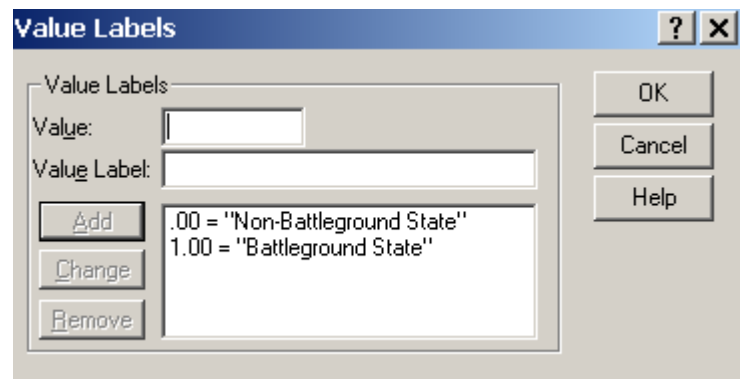 Value Labels
Value Labels
Value:
Value Label:
Add
Change
Remove
.00 = "Non-Battleground State"
1.00 = "Battleground State"
OK
Cancel
Help